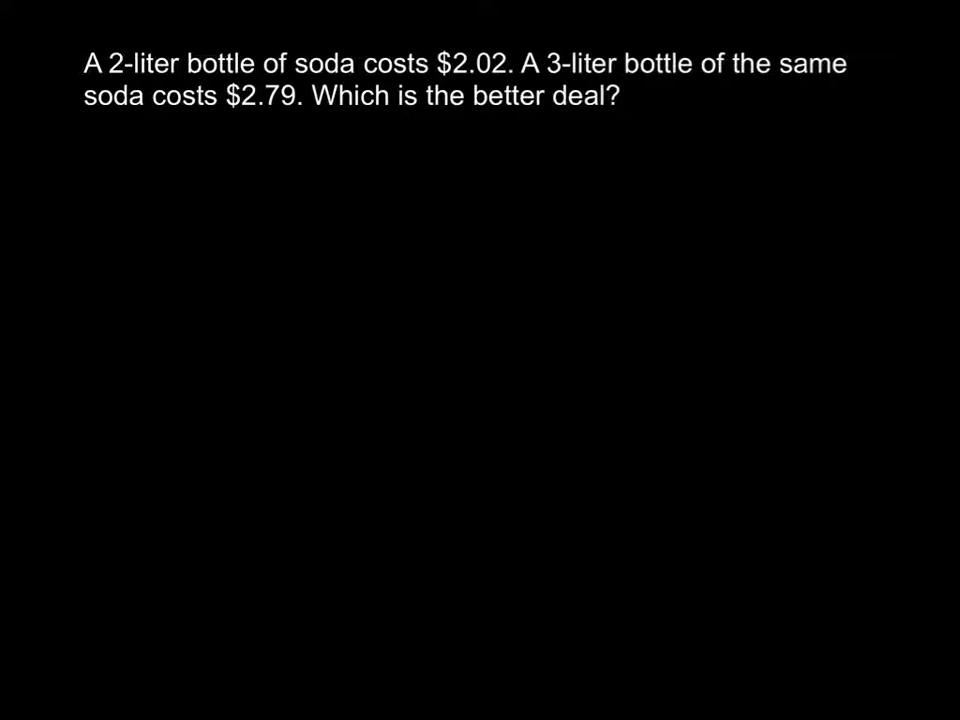 A 2-liter bottle of soda costs $2.02. A 3-liter bottle of the same
soda costs $2.79. Which is the better deal?